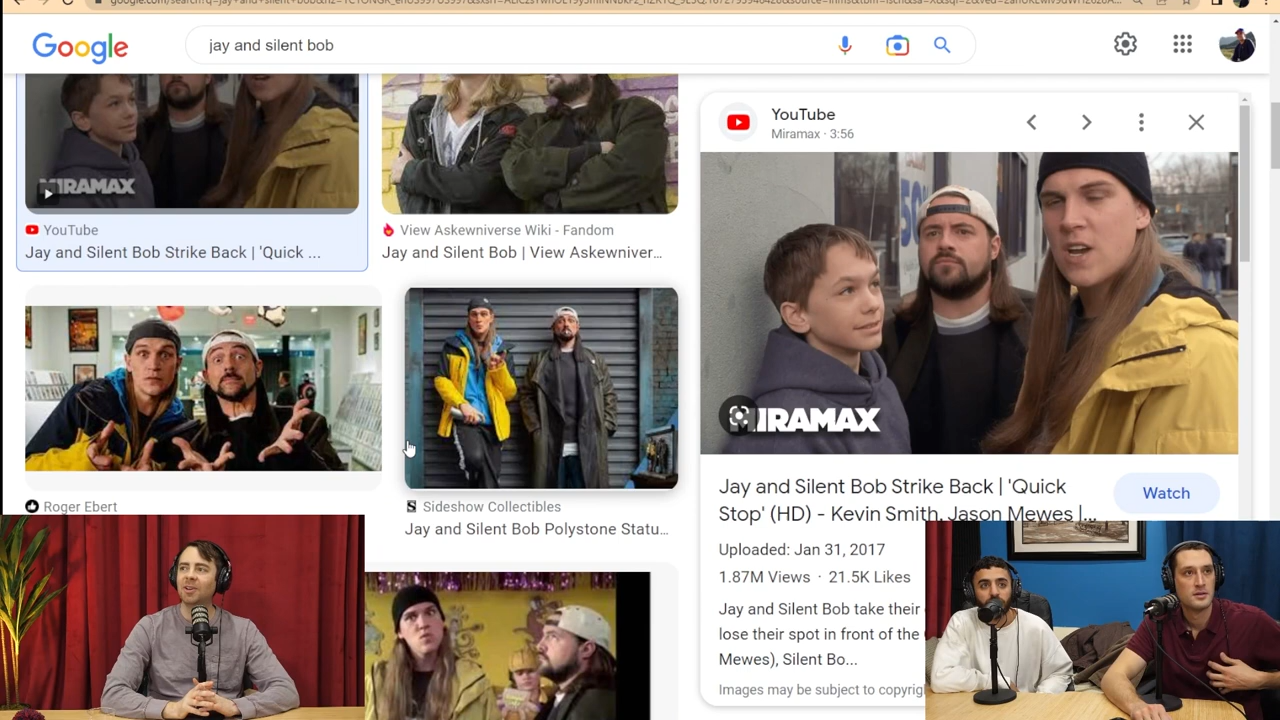 Google
jay and silent bob
MIRAMAX
YouTube
Jay and Silent Bob Strike Back | 'Quick ...
View Askewniverse Wiki - Fandom
Jay and Silent Bob | View Askewniver...
Roger Ebert
Sideshow Collectibles
Jay and Silent Bob Polystone Statu...
YouTube
Miramax · 3:56
MIRAMAX
Jay and Silent Bob Strike Back | 'Quick
Stop' (HD) - Kevin Smith, Jason Mewes |...
Watch
Uploaded: Jan 31, 2017
1.87M Views · 21.5K Likes
Jay and Silent Bob take their
lose their spot in front of the
Mewes), Silent Bo...
Images may be subject to copyrig